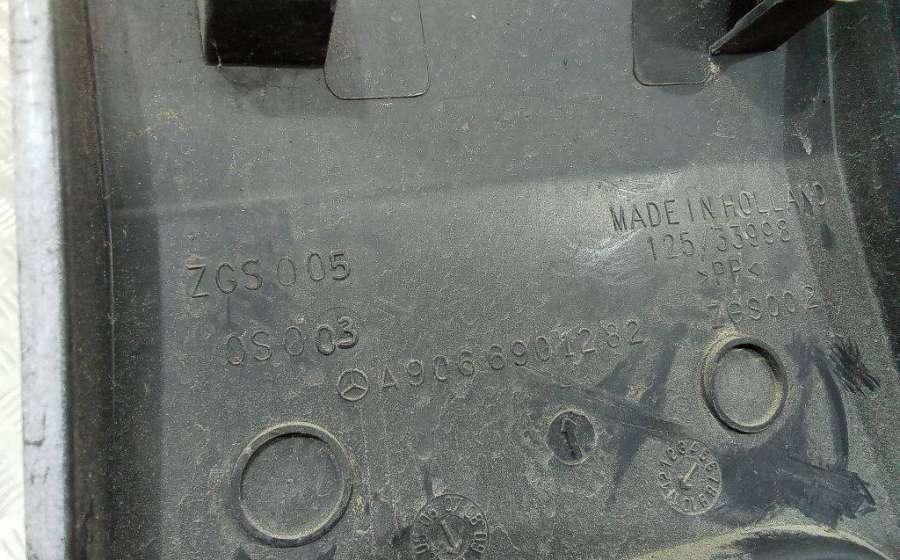 MADE IN HOLLAND
125/33998
>PP<
ZGS002
ZGS005
QS003
A9066901282